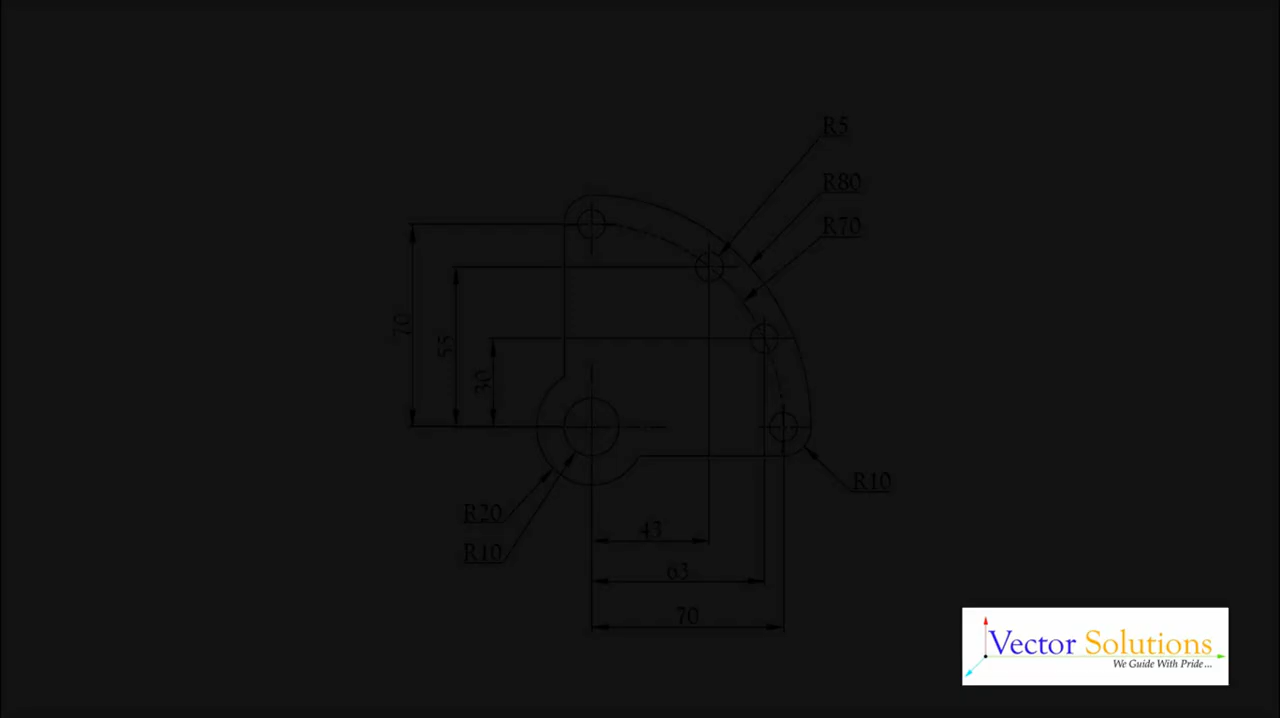 R5
R80
R70
70
55
30
R10
R20
R10
43
63
70
Vector Solutions
We Guide With Pride...